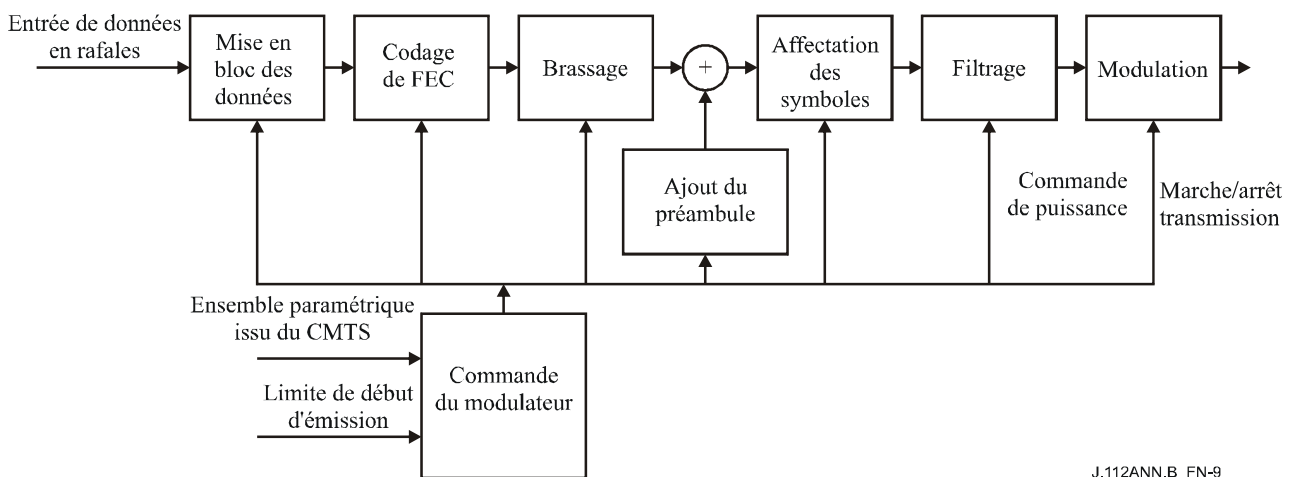 Entrée de données
en rafales
Mise en
bloc des
données
Codage
de FEC
Brassage
+
Affectation
des
symboles
Filtrage
Modulation
Ajout du
préambule
Commande
de puissance
Marche/arrêt
transmission
Ensemble paramétrique
issu du CMTS
Limite de début
d'émission
Commande
du modulateur
J.112ANN.B_FN-9